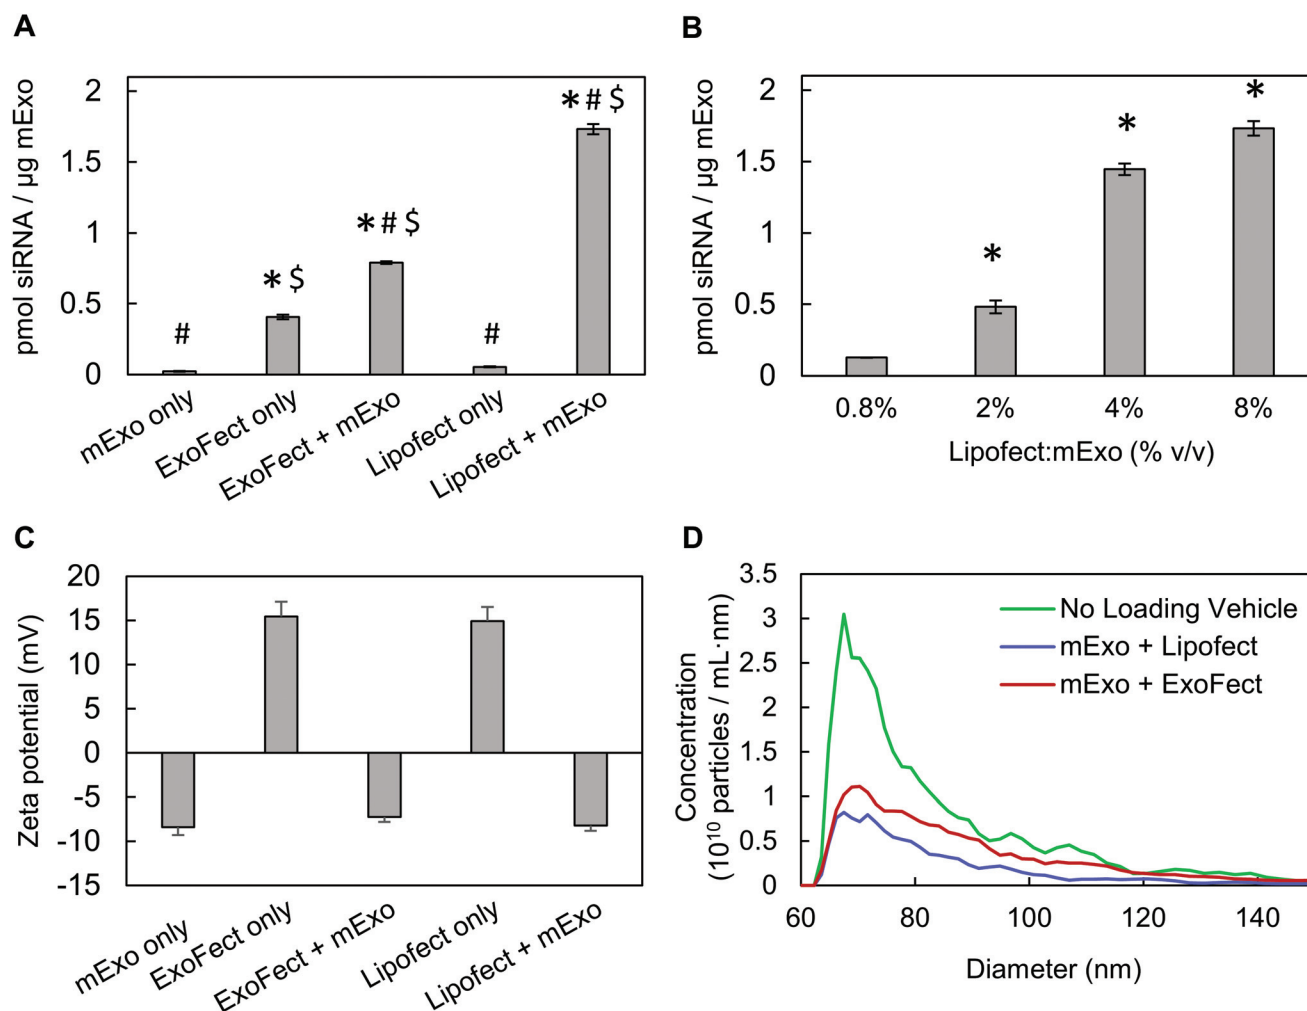 A
pmol siRNA / µg mExo
2
1.5
1
0.5
0
#
* $
* # $
#
* # $
mExo only
ExoFect only
ExoFect + mExo
Lipofect only
Lipofect + mExo
B
pmol siRNA / µg mExo
2
1.5
1
0.5
0
*
*
*
0.8% 2% 4% 8%
Lipofect:mExo (% v/v)
C
Zeta potential (mV)
20
15
10
5
0
-5
-10
-15
mExo only
ExoFect only
ExoFect + mExo
Lipofect only
Lipofect + mExo
D
Concentration
(10¹⁰ particles / mL·nm)
3.5
3
2.5
2
1.5
1
0.5
0
No Loading Vehicle
mExo + Lipofect
mExo + ExoFect
60 80 100 120 140
Diameter (nm)